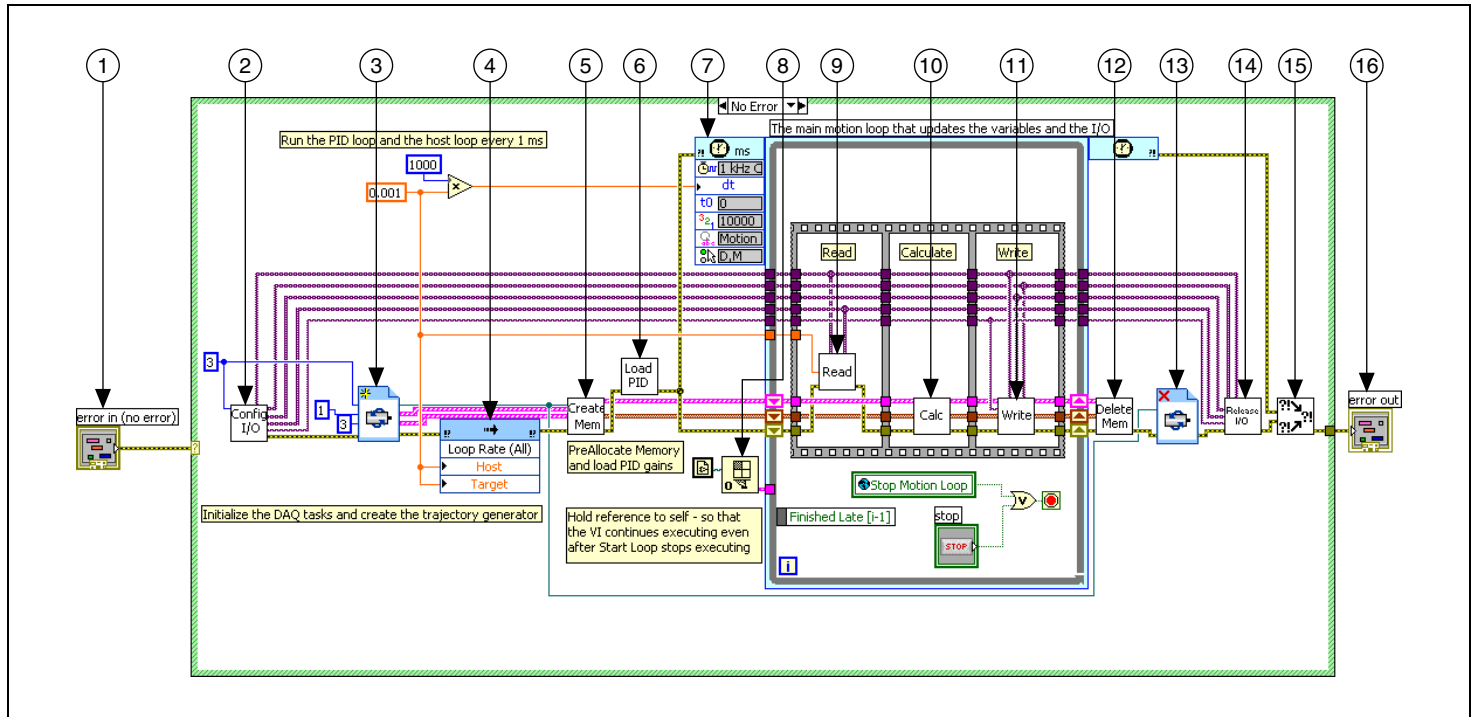 1 2 3 4 5 6 7 8 9 10 11 12 13 14 15 16
No Error
Run the PID loop and the host loop every 1 ms
The main motion loop that updates the variables and the I/O
1000
0.001
ms
1 kHz C
dt
t0 0
10000
Motion
D,M
Read Calculate Write
3
error in (no error)
Config
I/O
1
3
Loop Rate (All)
Host
Target
Create
Mem
Load
PID
PreAllocate Memory
and load PID gains
Read
Calc
Write
Delete
Mem
Release
I/O
error out
Initialize the DAQ tasks and create the trajectory generator
Hold reference to self - so that
the VI continues executing even
after Start Loop stops executing
0
Stop Motion Loop
Finished Late [i-1]
stop
STOP
i